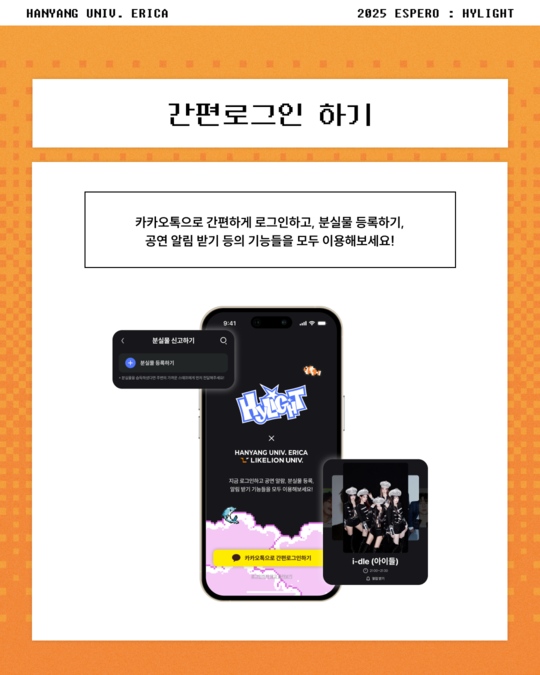 HANYANG UNIV. ERICA
2025 ESPERO : HYLIGHT
간편로그인 하기
카카오톡으로 간편하게 로그인하고, 분실물 등록하기,
공연 알림 받기 등의 기능들을 모두 이용해보세요!
9:41
분실물 신고하기
분실물 등록하기
HYLIGHT
×
HANYANG UNIV. ERICA
LIKELION UNIV.
지금 로그인하고 공연 알람, 분실물 등록,
알림 받기 기능들을 모두 이용해보세요!
카카오톡으로 간편로그인하기
i-dle (아이들)